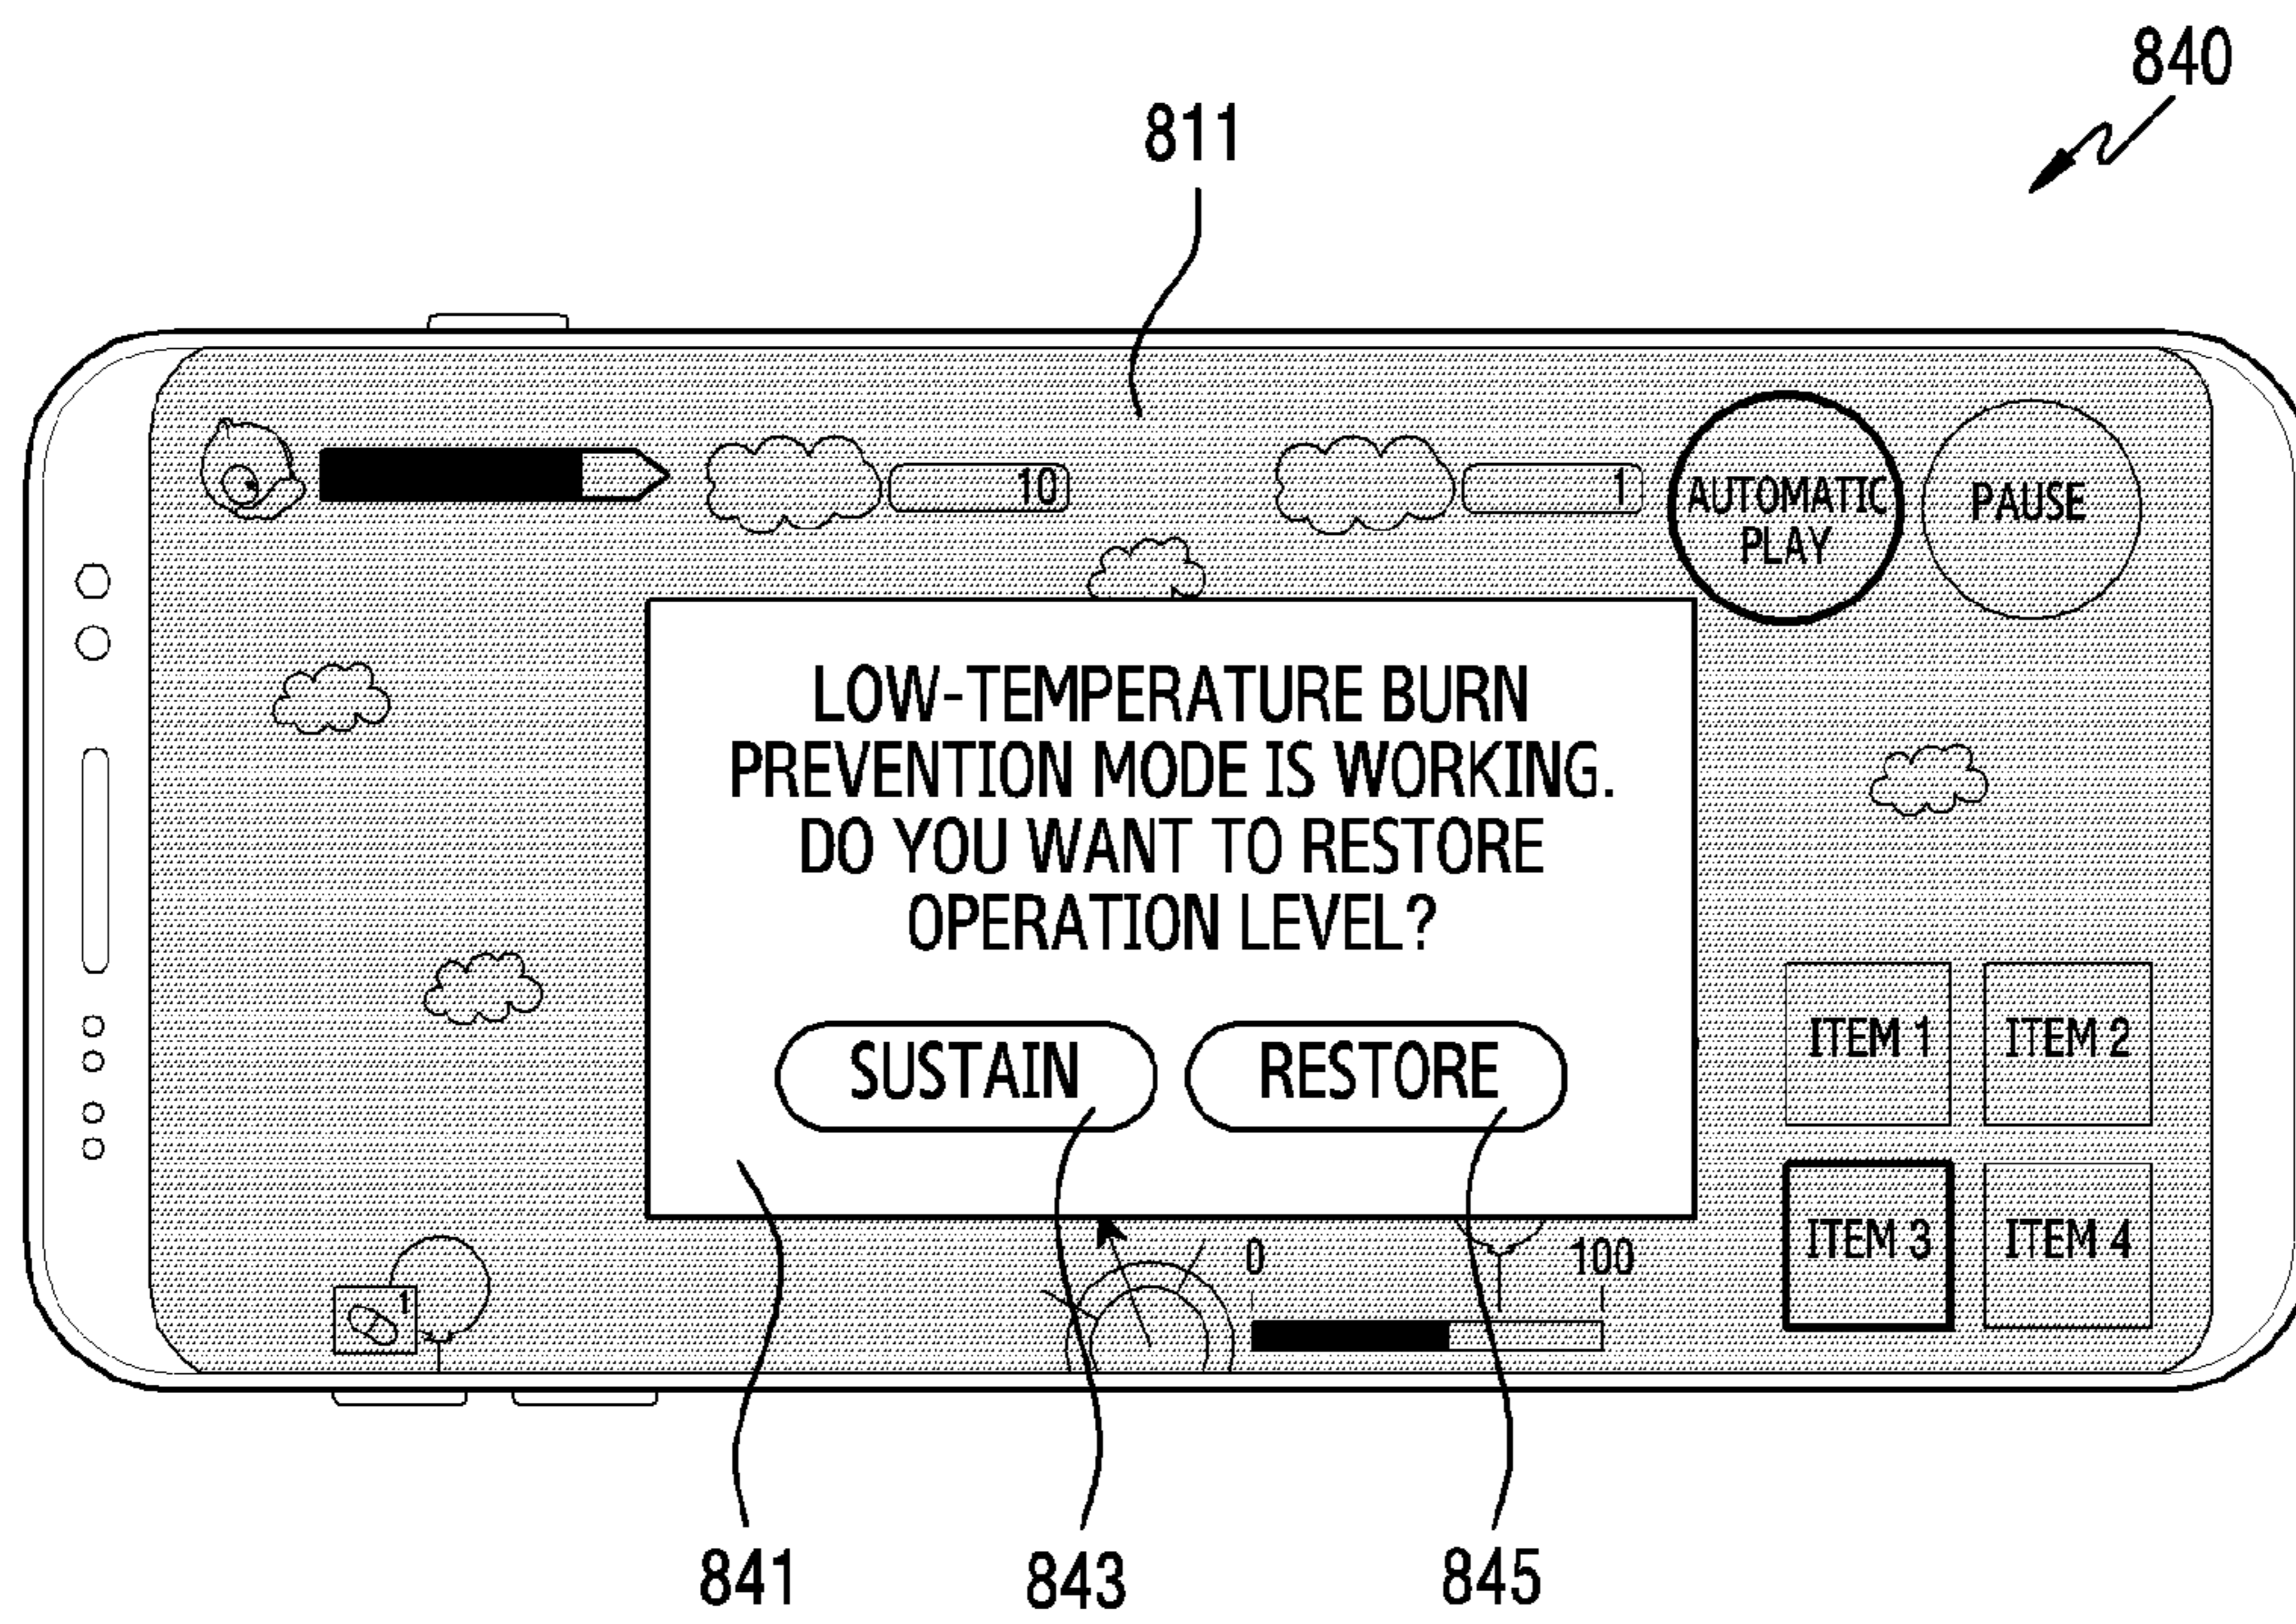 840
811
10
1
AUTOMATIC
PLAY
PAUSE
LOW-TEMPERATURE BURN
PREVENTION MODE IS WORKING.
DO YOU WANT TO RESTORE
OPERATION LEVEL?
SUSTAIN
RESTORE
ITEM 1
ITEM 2
ITEM 3
ITEM 4
1
0
100
841
843
845